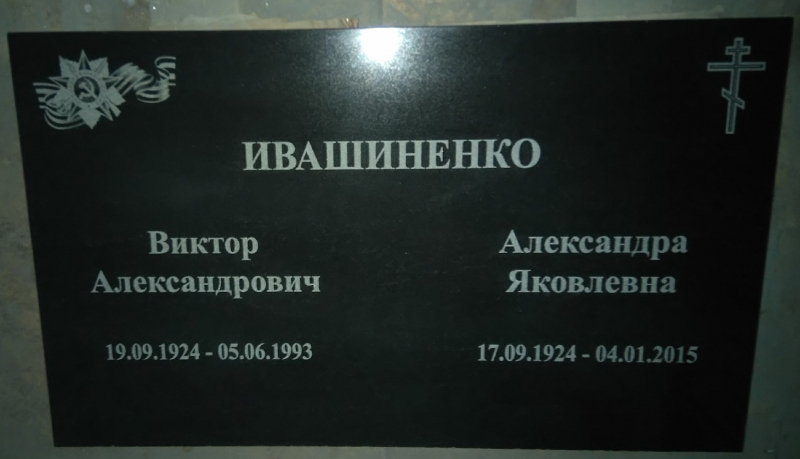 ИВАШИНЕНКО
Виктор
Александрович
19.09.1924 - 05.06.1993
Александра
Яковлевна
17.09.1924 - 04.01.2015